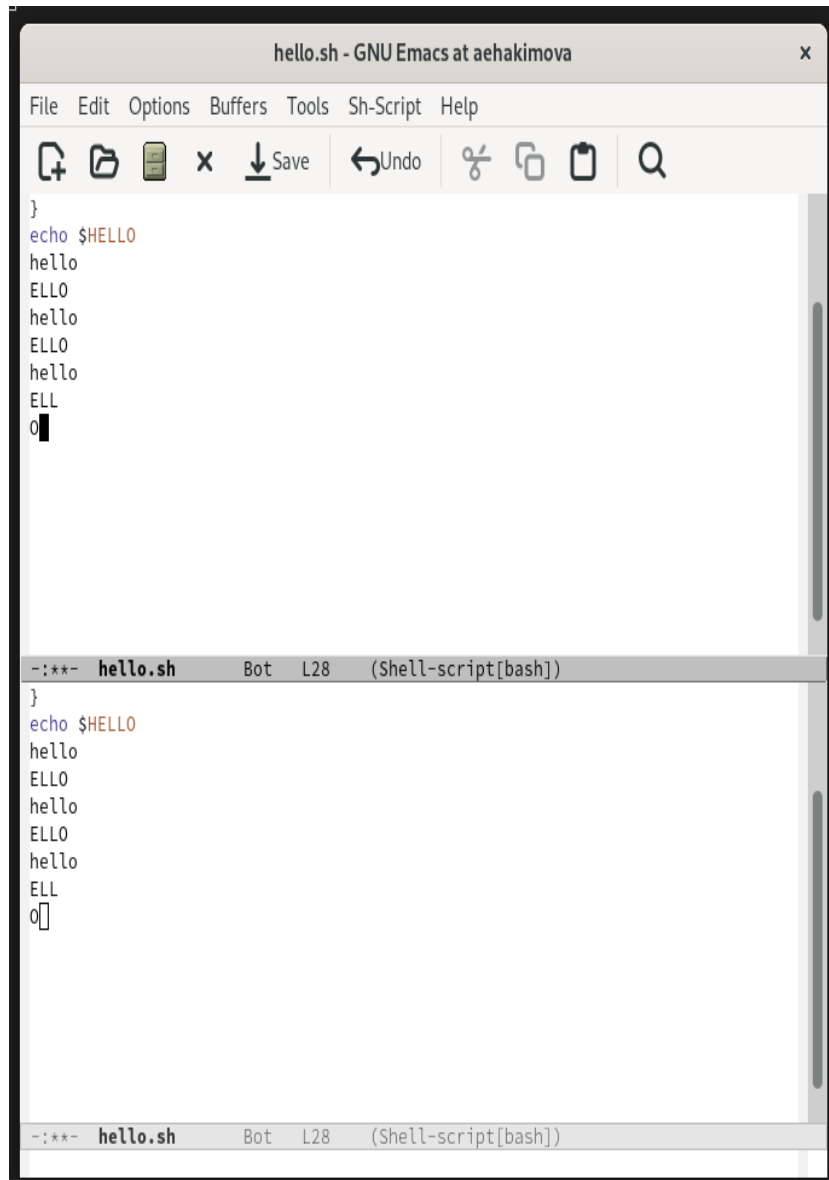 hello.sh - GNU Emacs at aehakimova
File Edit Options Buffers Tools Sh-Script Help
Save Undo
}
echo $HELLO
hello
ELLO
hello
ELLO
hello
ELL
O
-:**- hello.sh Bot L28 (Shell-script[bash])
}
echo $HELLO
hello
ELLO
hello
ELLO
hello
ELL
O
-:**- hello.sh Bot L28 (Shell-script[bash])